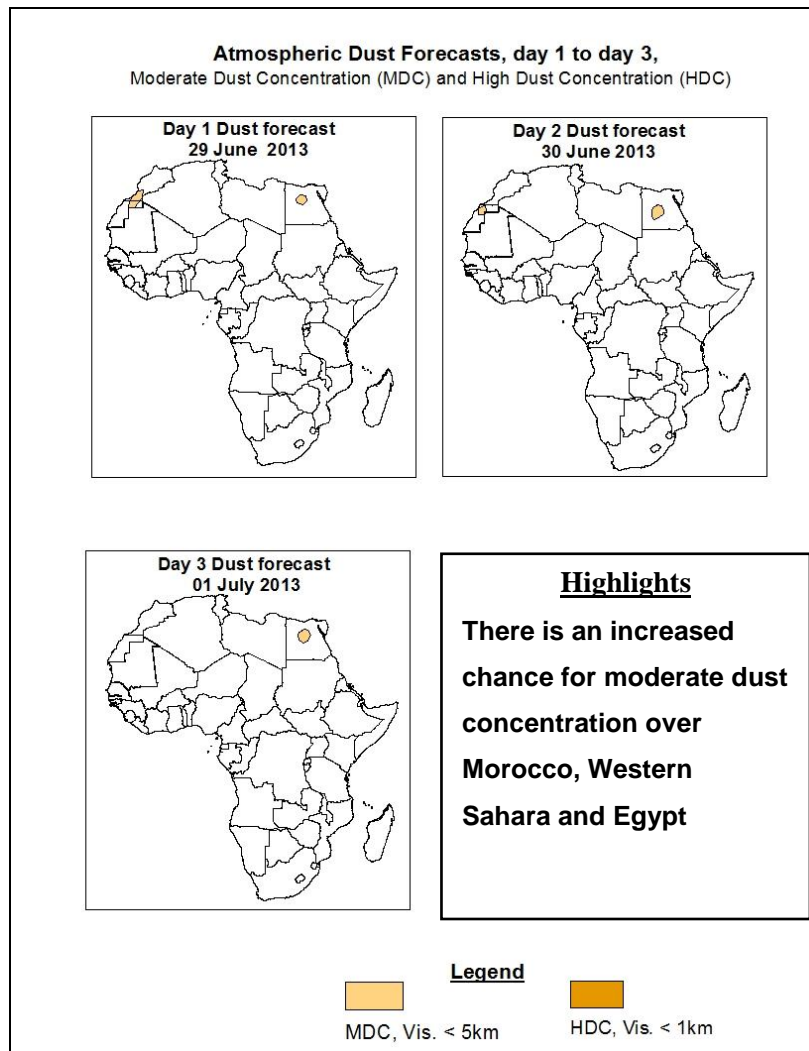 Atmospheric Dust Forecasts, day 1 to day 3,
Moderate Dust Concentration (MDC) and High Dust Concentration (HDC)
Day 1 Dust forecast
29 June 2013
Day 2 Dust forecast
30 June 2013
Day 3 Dust forecast
01 July 2013
Highlights
There is an increased
chance for moderate dust
concentration over
Morocco, Western
Sahara and Egypt
Legend
MDC, Vis. < 5km
HDC, Vis. < 1km